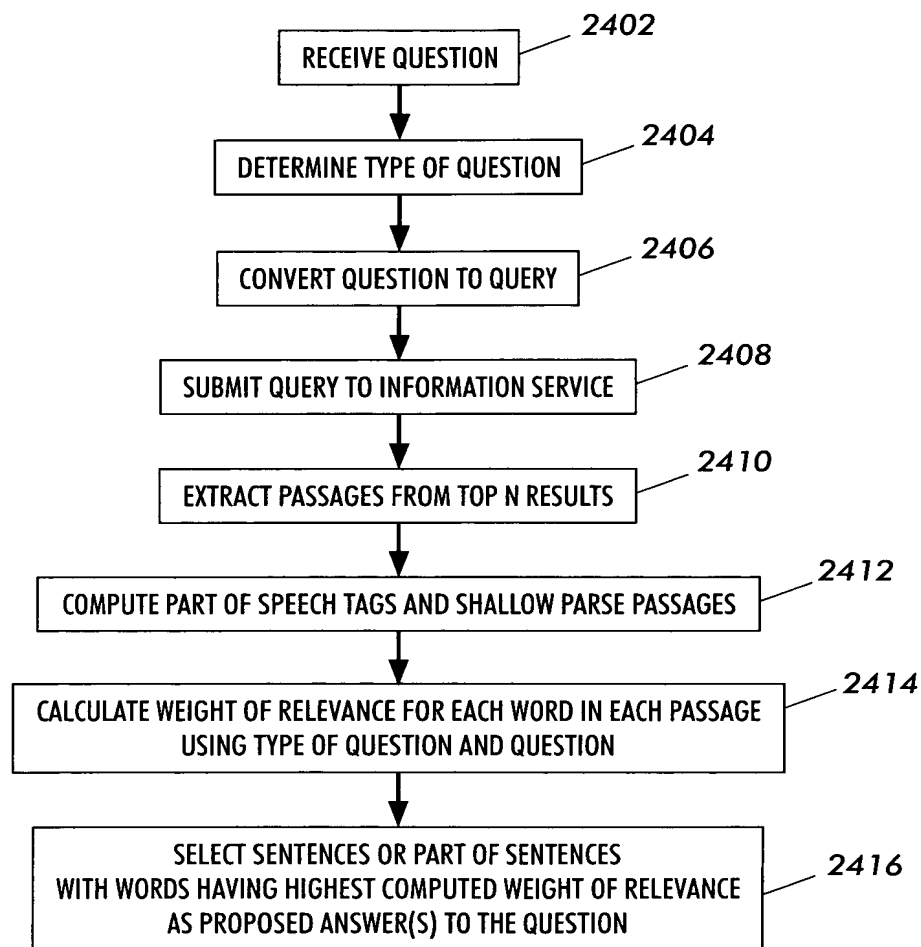 2402
RECEIVE QUESTION
2404
DETERMINE TYPE OF QUESTION
2406
CONVERT QUESTION TO QUERY
2408
SUBMIT QUERY TO INFORMATION SERVICE
2410
EXTRACT PASSAGES FROM TOP N RESULTS
2412
COMPUTE PART OF SPEECH TAGS AND SHALLOW PARSE PASSAGES
2414
CALCULATE WEIGHT OF RELEVANCE FOR EACH WORD IN EACH PASSAGE
USING TYPE OF QUESTION AND QUESTION
SELECT SENTENCES OR PART OF SENTENCES
WITH WORDS HAVING HIGHEST COMPUTED WEIGHT OF RELEVANCE
AS PROPOSED ANSWER(S) TO THE QUESTION
2416